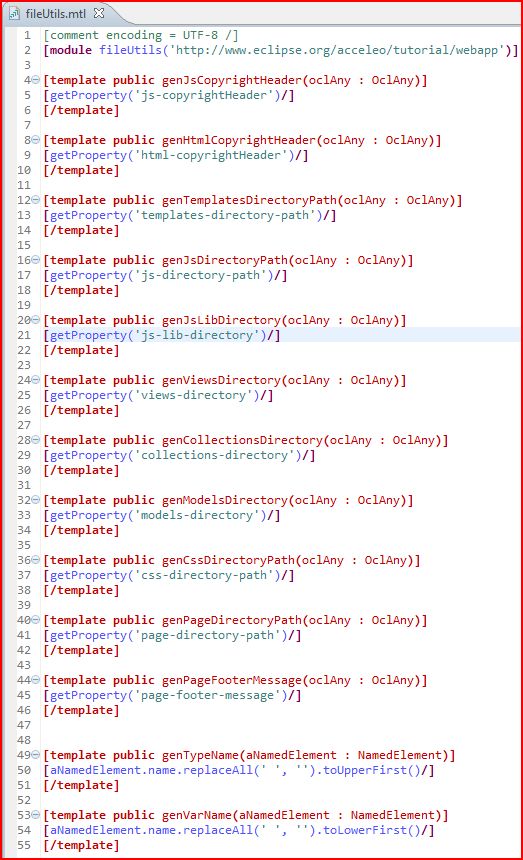 fileUtils.mtl
1 [comment encoding = UTF-8 /]
2 [module fileUtils('http://www.eclipse.org/acceleo/tutorial/webapp')]
3
4 [template public genJsCopyrightHeader(oclAny : OclAny)]
5 [getProperty('js-copyrightHeader')/]
6 [/template]
7
8 [template public genHtmlCopyrightHeader(oclAny : OclAny)]
9 [getProperty('html-copyrightHeader')/]
10 [/template]
11
12 [template public genTemplatesDirectoryPath(oclAny : OclAny)]
13 [getProperty('templates-directory-path')/]
14 [/template]
15
16 [template public genJsDirectoryPath(oclAny : OclAny)]
17 [getProperty('js-directory-path')/]
18 [/template]
19
20 [template public genJsLibDirectory(oclAny : OclAny)]
21 [getProperty('js-lib-directory')/]
22 [/template]
23
24 [template public genViewsDirectory(oclAny : OclAny)]
25 [getProperty('views-directory')/]
26 [/template]
27
28 [template public genCollectionsDirectory(oclAny : OclAny)]
29 [getProperty('collections-directory')/]
30 [/template]
31
32 [template public genModelsDirectory(oclAny : OclAny)]
33 [getProperty('models-directory')/]
34 [/template]
35
36 [template public genCssDirectoryPath(oclAny : OclAny)]
37 [getProperty('css-directory-path')/]
38 [/template]
39
40 [template public genPageDirectoryPath(oclAny : OclAny)]
41 [getProperty('page-directory-path')/]
42 [/template]
43
44 [template public genPageFooterMessage(oclAny : OclAny)]
45 [getProperty('page-footer-message')/]
46 [/template]
47
48
49 [template public genTypeName(aNamedElement : NamedElement)]
50 [aNamedElement.name.replaceAll(' ', '').toUpperFirst()/]
51 [/template]
52
53 [template public genVarName(aNamedElement : NamedElement)]
54 [aNamedElement.name.replaceAll(' ', '').toLowerFirst()/]
55 [/template]